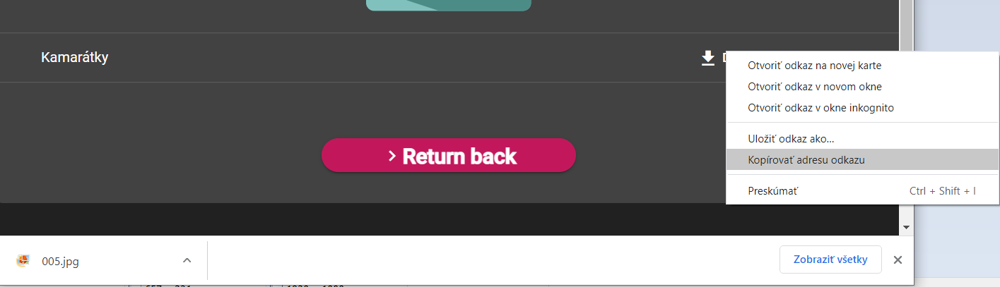 Kamarátky
Otvoriť odkaz na novej karte
Otvoriť odkaz v novom okne
Otvoriť odkaz v okne inkognito
Uložiť odkaz ako...
Kopírovať adresu odkazu
Preskúmať Ctrl + Shift + I
> Return back
005.jpg
Zobraziť všetky